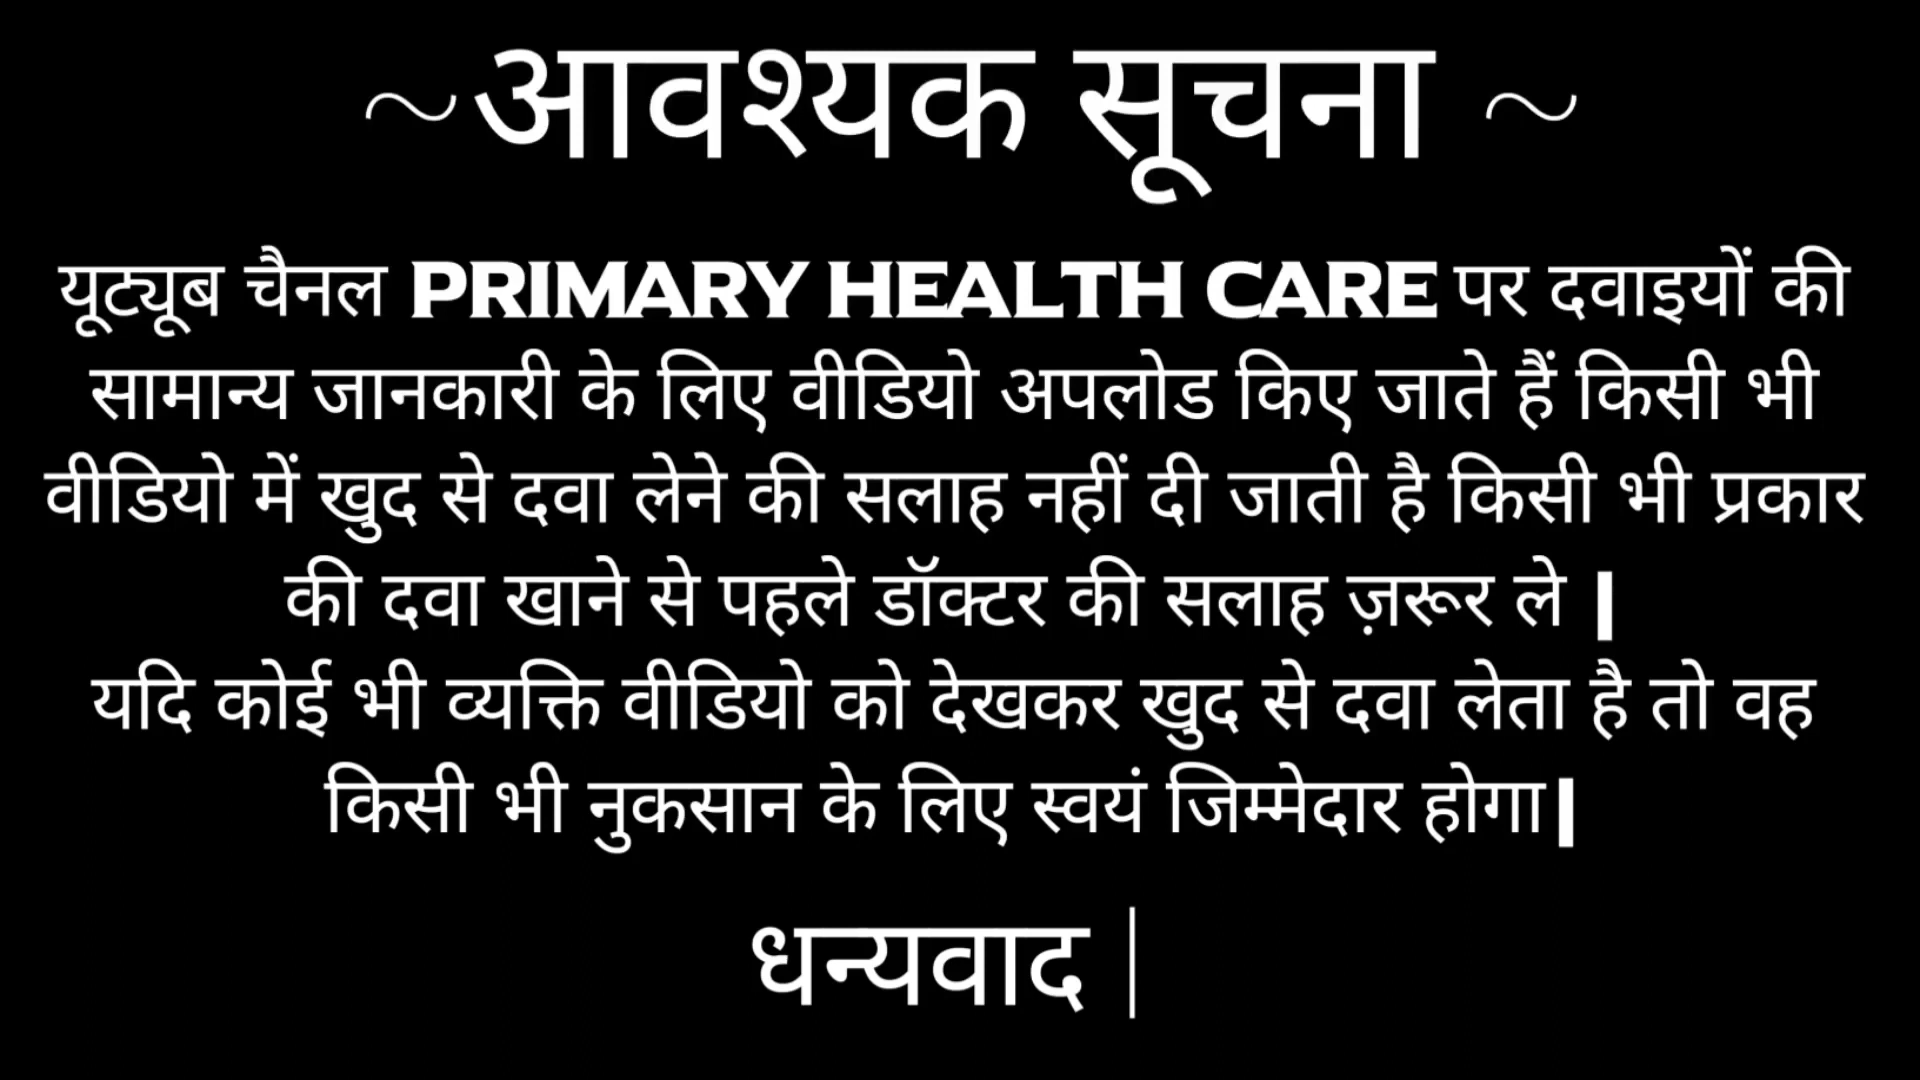 ~आवश्यक सूचना ~
यूट्यूब चैनल PRIMARY HEALTH CARE पर दवाइयों की
सामान्य जानकारी के लिए वीडियो अपलोड किए जाते हैं किसी भी
वीडियो में खुद से दवा लेने की सलाह नहीं दी जाती है किसी भी प्रकार
की दवा खाने से पहले डॉक्टर की सलाह ज़रूर ले |
यदि कोई भी व्यक्ति वीडियो को देखकर खुद से दवा लेता है तो वह
किसी भी नुकसान के लिए स्वयं जिम्मेदार होगा|
धन्यवाद |